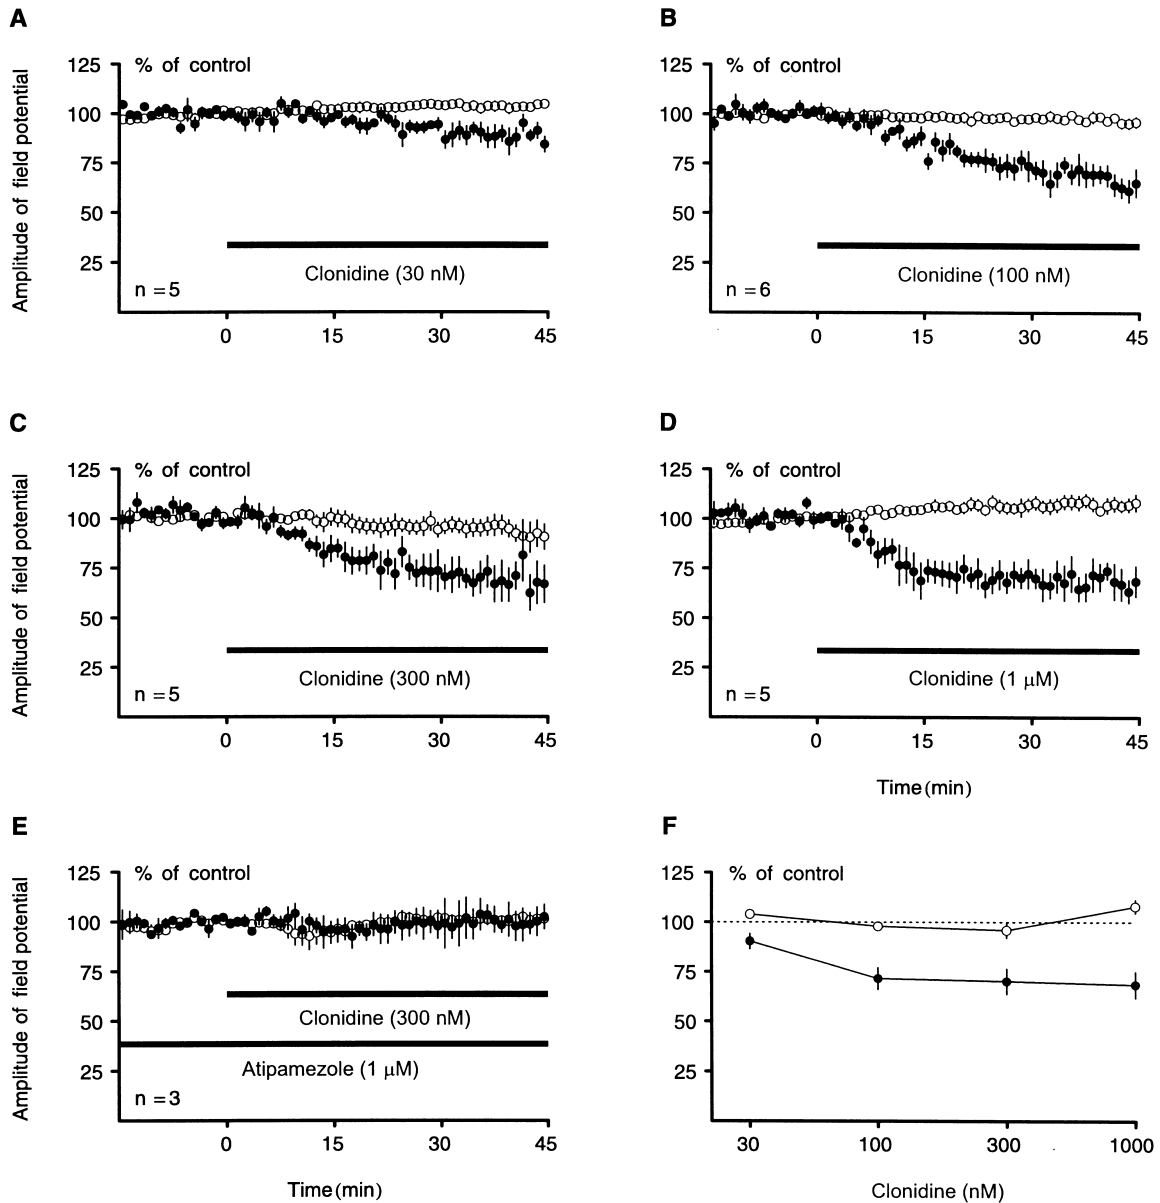 A
B
Amplitude of field potential
% of control
125
100
75
50
25
Clonidine (30 nM)
n = 5
0 15 30 45
% of control
125
100
75
50
25
Clonidine (100 nM)
n = 6
0 15 30 45
C
D
Amplitude of field potential
% of control
125
100
75
50
25
Clonidine (300 nM)
n = 5
0 15 30 45
% of control
125
100
75
50
25
Clonidine (1 μM)
n = 5
0 15 30 45
Time (min)
E
F
Amplitude of field potential
% of control
125
100
75
50
25
Clonidine (300 nM)
Atipamezole (1 μM)
n = 3
0 15 30 45
Time (min)
% of control
125
100
75
50
25
30 100 300 1000
Clonidine (nM)